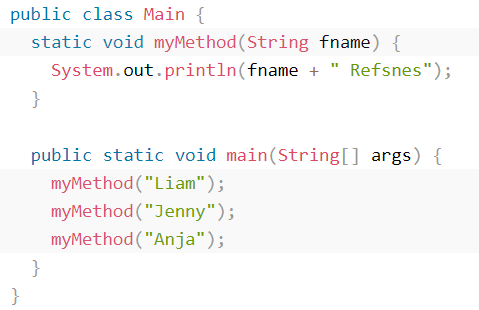 public class Main {
  static void myMethod(String fname) {
    System.out.println(fname + " Refsnes");
  }

  public static void main(String[] args) {
    myMethod("Liam");
    myMethod("Jenny");
    myMethod("Anja");
  }
}